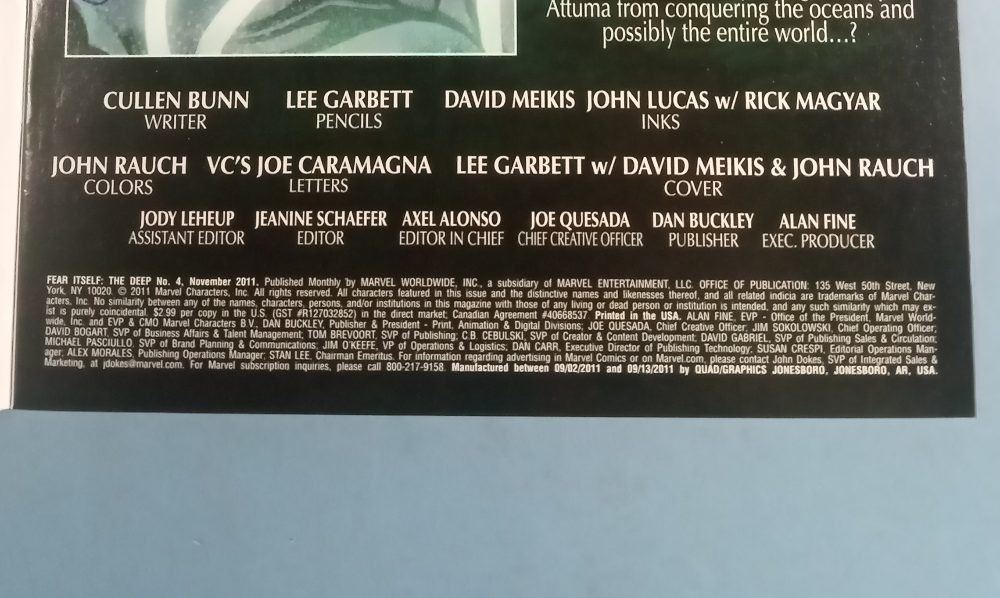 Attuma from conquering the oceans and
possibly the entire world...?
CULLEN BUNN LEE GARBETT DAVID MEIKIS JOHN LUCAS w/ RICK MAGYAR
WRITER PENCILS INKS
JOHN RAUCH VC'S JOE CARAMAGNA LEE GARBETT w/ DAVID MEIKIS & JOHN RAUCH
COLORS LETTERS COVER
JODY LEHEUP JEANINE SCHAEFER AXEL ALONSO JOE QUESADA DAN BUCKLEY ALAN FINE
ASSISTANT EDITOR EDITOR EDITOR IN CHIEF CHIEF CREATIVE OFFICER PUBLISHER EXEC. PRODUCER
FEAR ITSELF: THE DEEP No. 4, November 2011. Published Monthly by MARVEL WORLDWIDE, INC., a subsidiary of MARVEL ENTERTAINMENT, LLC. OFFICE OF PUBLICATION: 135 West 50th Street, New
York, NY 10020. © 2011 Marvel Characters, Inc. All rights reserved. All characters featured in this issue and the distinctive names and likenesses thereof, and all related indicia are trademarks of Marvel Char-
acters, Inc. No similarity between any of the names, characters, persons, and/or institutions in this magazine with those of any living or dead person or institution is intended, and any such similarity which may ex-
ist is purely coincidental. $2.99 per copy in the U.S. (GST #R127032852) in the direct market; Canadian Agreement #40668537. Printed in the USA. ALAN FINE, EVP - Office of the President, Marvel World-
wide, Inc. and EVP & CMO Marvel Characters B.V.; DAN BUCKLEY, Publisher & President - Print, Animation & Digital Divisions; JOE QUESADA, Chief Creative Officer; JIM SOKOLOWSKI, Chief Operating Officer;
DAVID BOGART, SVP of Business Affairs & Talent Management; TOM BREVOORT, SVP of Publishing; C.B. CEBULSKI, SVP of Creator & Content Development; DAVID GABRIEL, SVP of Publishing Sales & Circulation;
MICHAEL PASCIULLO, SVP of Brand Planning & Communications; JIM O'KEEFE, VP of Operations & Logistics; DAN CARR, Executive Director of Publishing Technology; SUSAN CRESPI, Editorial Operations Man-
ager; ALEX MORALES, Publishing Operations Manager; STAN LEE, Chairman Emeritus. For information regarding advertising in Marvel Comics or on Marvel.com, please contact John Dokes, SVP of Integrated Sales &
Marketing, at jdokes@marvel.com. For Marvel subscription inquiries, please call 800-217-9158. Manufactured between 09/02/2011 and 09/13/2011 by QUAD/GRAPHICS JONESBORO, JONESBORO, AR, USA.